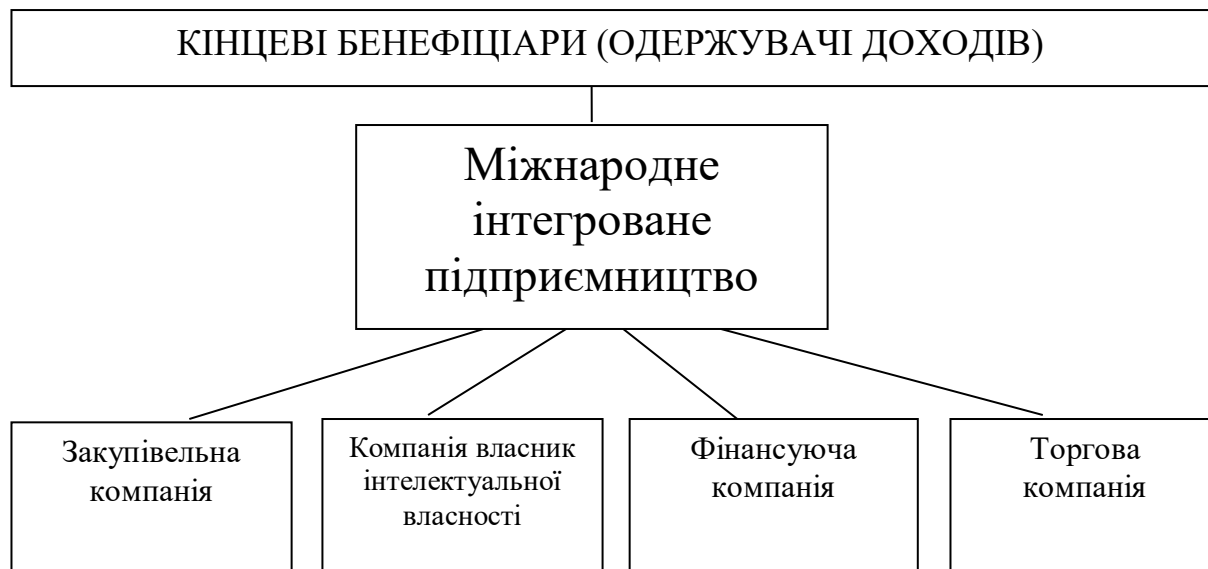 КІНЦЕВІ БЕНЕФІЦІАРИ (ОДЕРЖУВАЧІ ДОХОДІВ)
Міжнародне
інтегроване
підприємництво
Закупівельна
компанія
Компанія власник
інтелектуальної
власності
Фінансуюча
компанія
Торгова
компанія